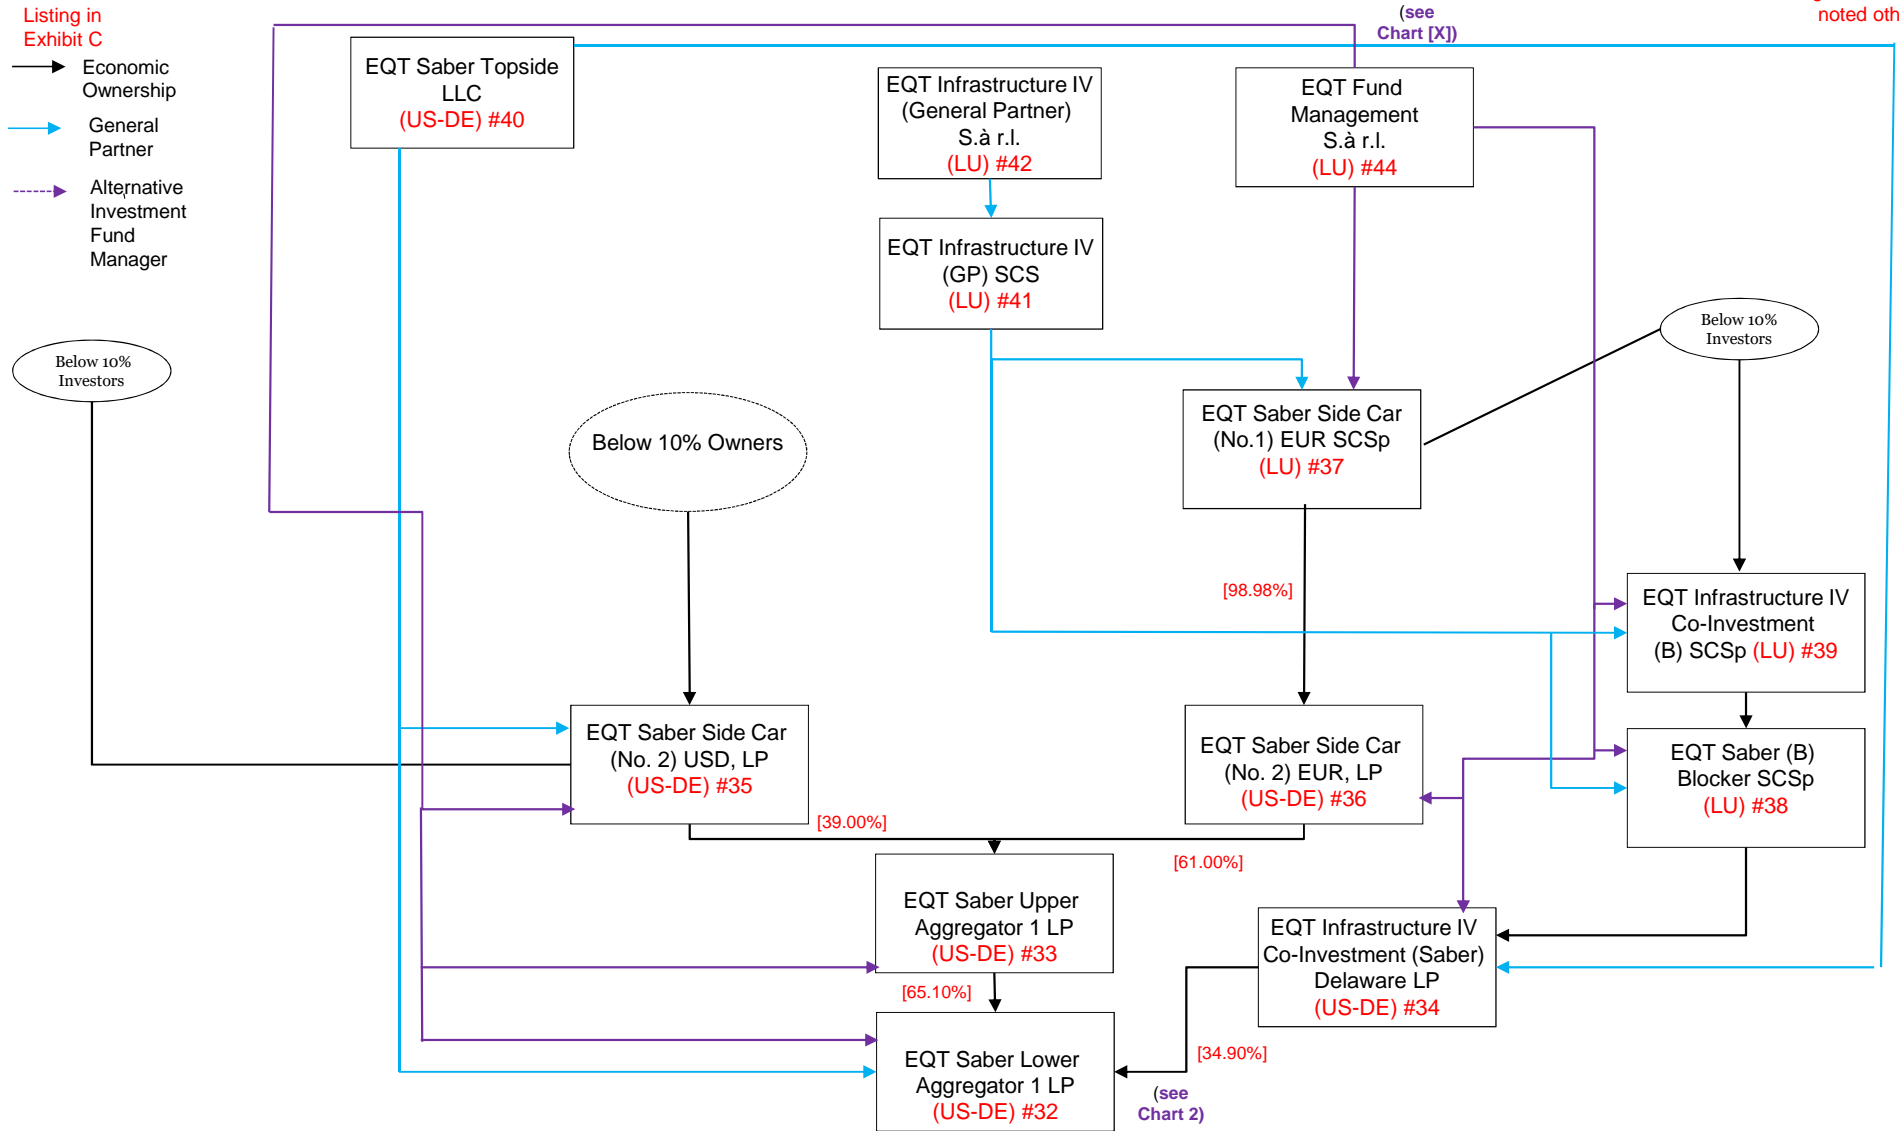 Listing in
Exhibit C
Economic
Ownership
General
Partner
Alternative
Investment
Fund
Manager
(see
Chart [X])
noted oth
EQT Saber Topside
LLC
(US-DE) #40
EQT Infrastructure IV
(General Partner)
S.à r.l.
(LU) #42
EQT Fund
Management
S.à r.l.
(LU) #44
EQT Infrastructure IV
(GP) SCS
(LU) #41
Below 10%
Investors
Below 10%
Investors
Below 10% Owners
EQT Saber Side Car
(No.1) EUR SCSp
(LU) #37
[98.98%]
EQT Infrastructure IV
Co-Investment
(B) SCSp (LU) #39
EQT Saber Side Car
(No. 2) USD, LP
(US-DE) #35
EQT Saber Side Car
(No. 2) EUR, LP
(US-DE) #36
EQT Saber (B)
Blocker SCSp
(LU) #38
[39.00%]
[61.00%]
EQT Saber Upper
Aggregator 1 LP
(US-DE) #33
EQT Infrastructure IV
Co-Investment (Saber)
Delaware LP
(US-DE) #34
[65.10%]
[34.90%]
EQT Saber Lower
Aggregator 1 LP
(US-DE) #32
(see
Chart 2)